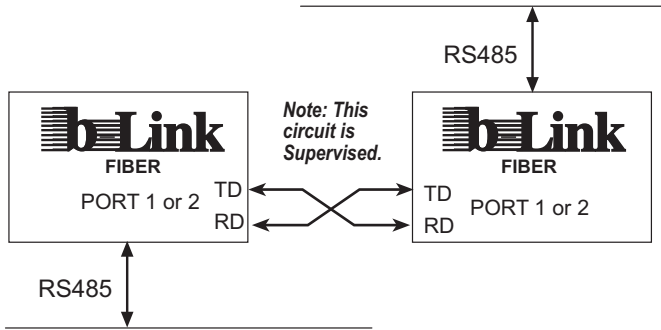 RS485
b-Link
FIBER
PORT 1 or 2
TD
RD
Note: This
circuit is
Supervised.
b-Link
FIBER
TD
RD
PORT 1 or 2
RS485